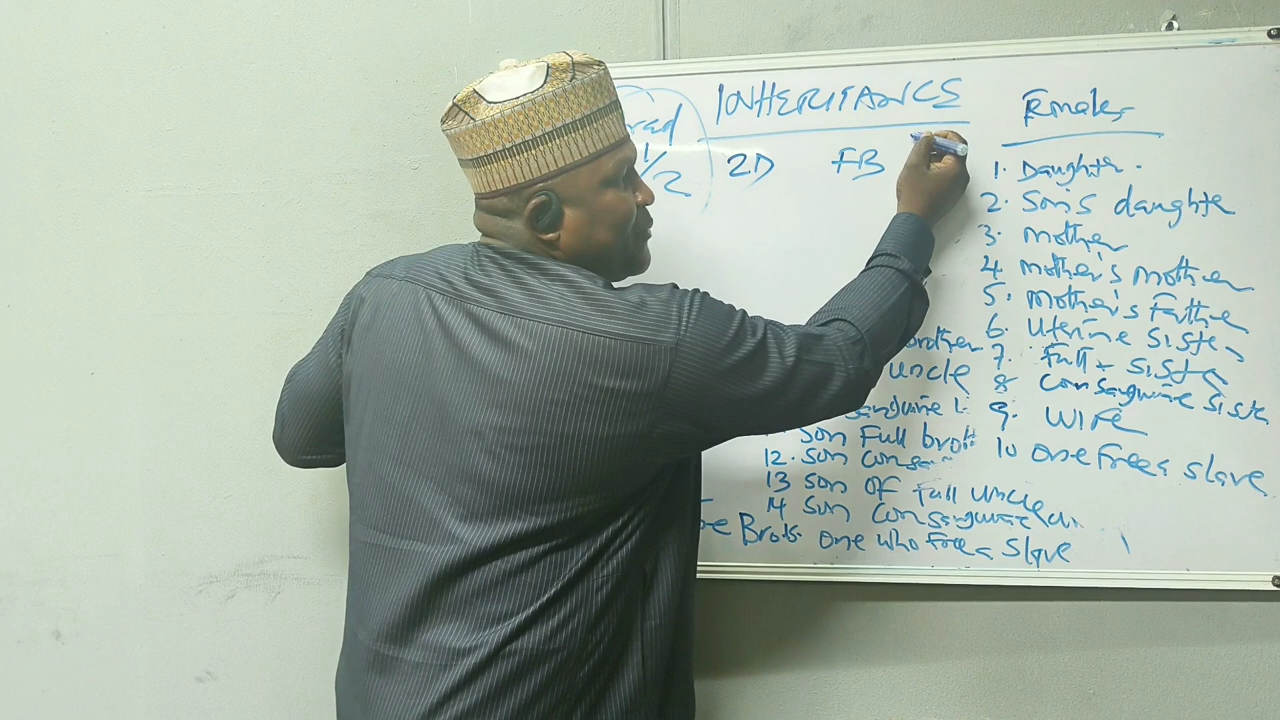 INHERITANCE
rad
1/2
2D FB
brother
uncle
Son Full brot
12. Son Consa
13 Son OF Full Uncle
14 Son Consanguine Un
Brots. One who Free a Slave
Females
1. Daughter.
2. Son's daughter
3. Mother
4. Mother's Mother
5. Mother's Father
6. Uterine Sister
7. Full Sister
8 Consanguine Sister
9. Wife
10 One Free a Slave